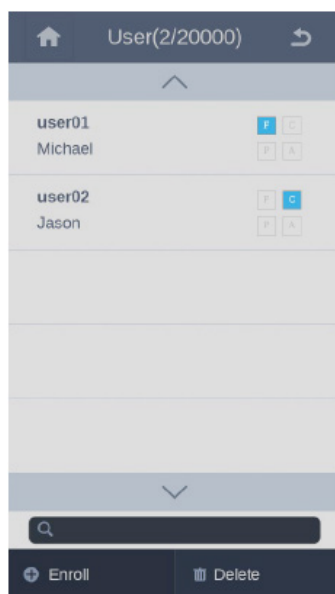 User(2/20000)
user01
F C
Michael
P A
user02
F C
Jason
P A
Enroll
Delete